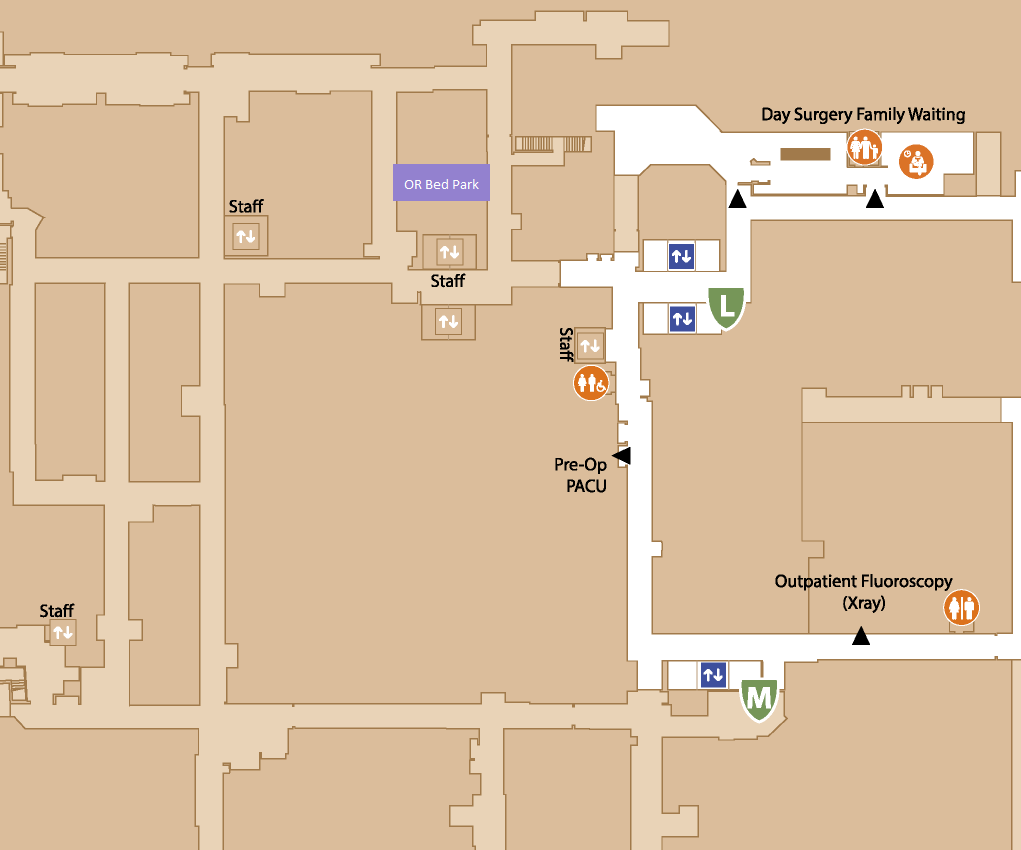 Day Surgery Family Waiting
OR Bed Park
Staff
Staff
L
Staff
Pre-Op
PACU
Outpatient Fluoroscopy
(Xray)
Staff
M